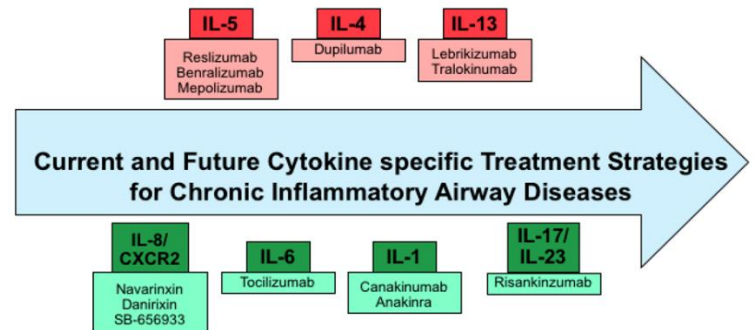 IL-5
Reslizumab
Benralizumab
Mepolizumab
IL-4
Dupilumab
IL-13
Lebrikizumab
Tralokinumab
Current and Future Cytokine specific Treatment Strategies
for Chronic Inflammatory Airway Diseases
IL-8/
CXCR2
Navarinxin
Danirixin
SB-656933
IL-6
Tocilizumab
IL-1
Canakinumab
Anakinra
IL-17/
IL-23
Risankinzumab